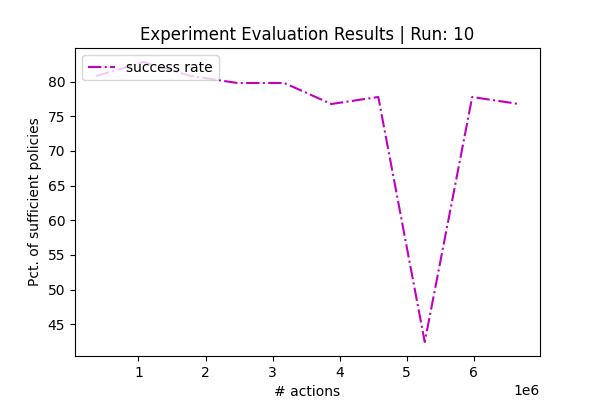 Experiment Evaluation Results | Run: 10
success rate
Pct. of sufficient policies
80
75
70
65
60
55
50
45
1 2 3 4 5 6
1e6
# actions